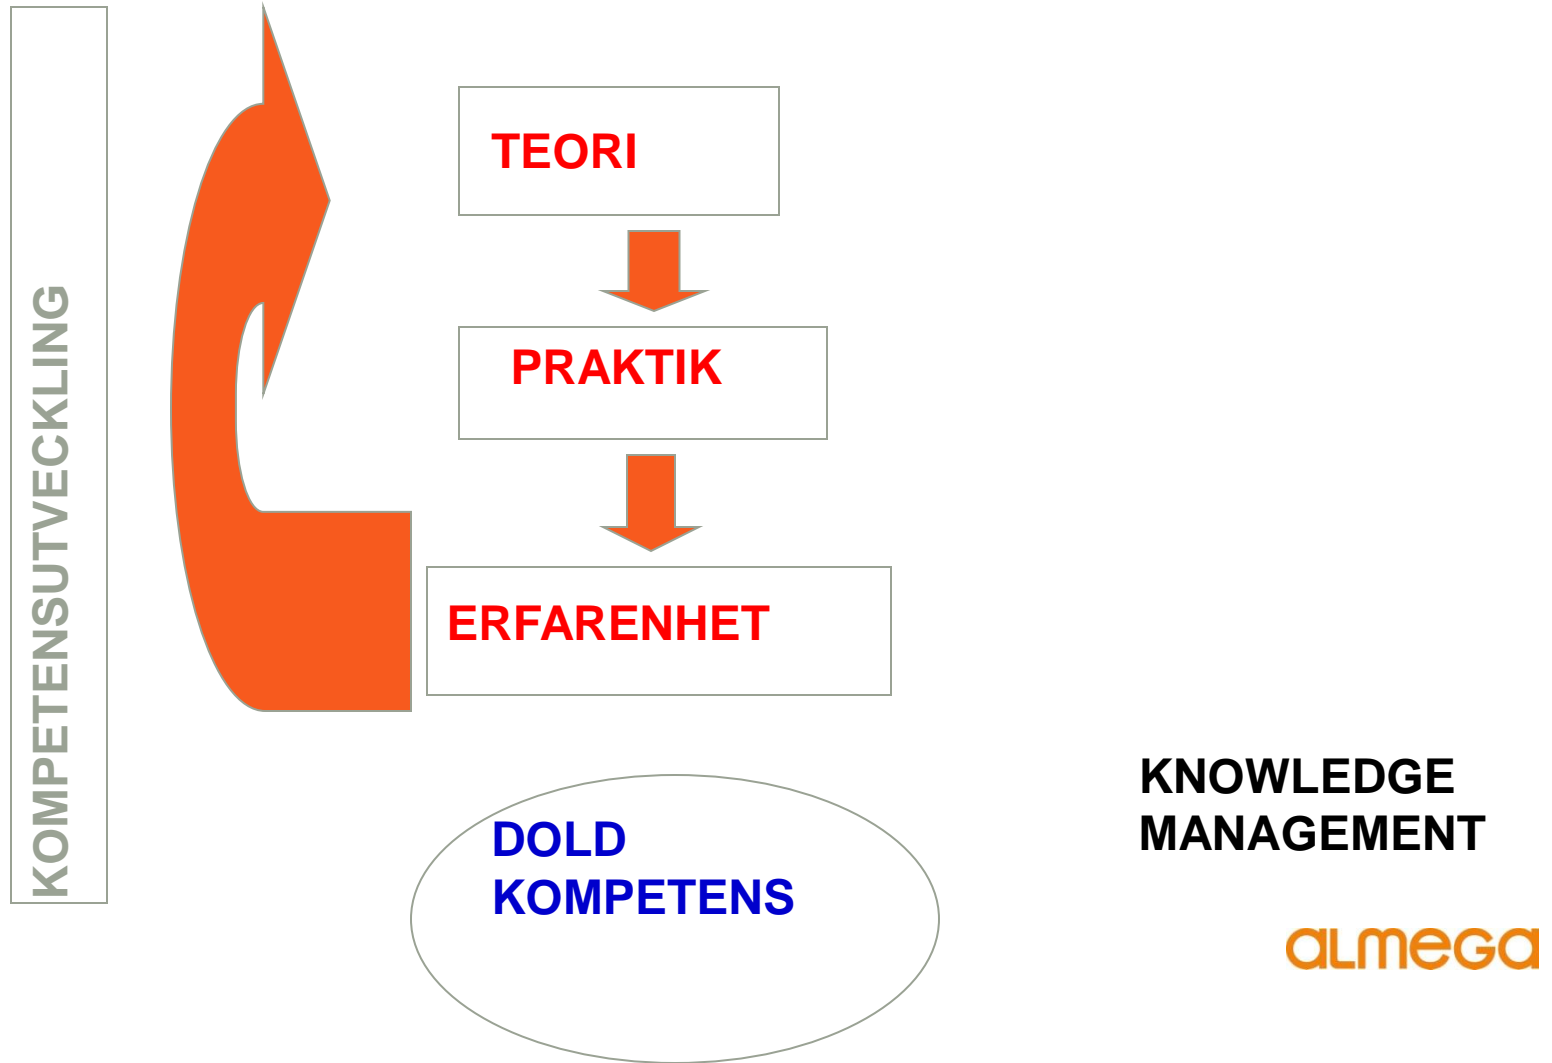 KOMPETENSUTVECKLING
TEORI
PRAKTIK
ERFARENHET
DOLD
KOMPETENS
KNOWLEDGE
MANAGEMENT
almega